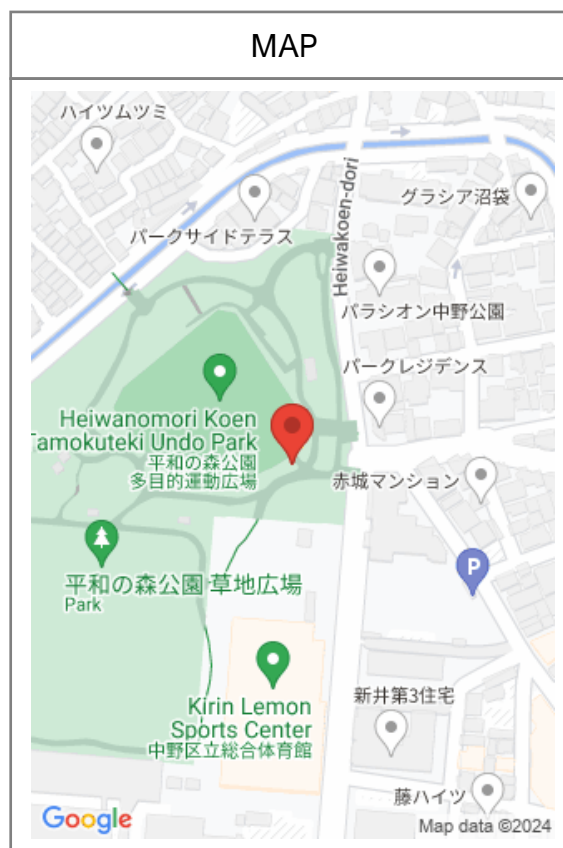 MAP
ハイツムツミ
パークサイドテラス
Heiwakoen-dori
グラシア沼袋
パラシオン中野公園
パークレジデンス
Heiwanomori Koen
Tamokuteki Undo Park
平和の森公園
多目的運動広場
赤城マンション
P
平和の森公園 草地広場
Park
Kirin Lemon
Sports Center
中野区立総合体育館
新井第3住宅
藤ハイツ
Google
Map data ©2024